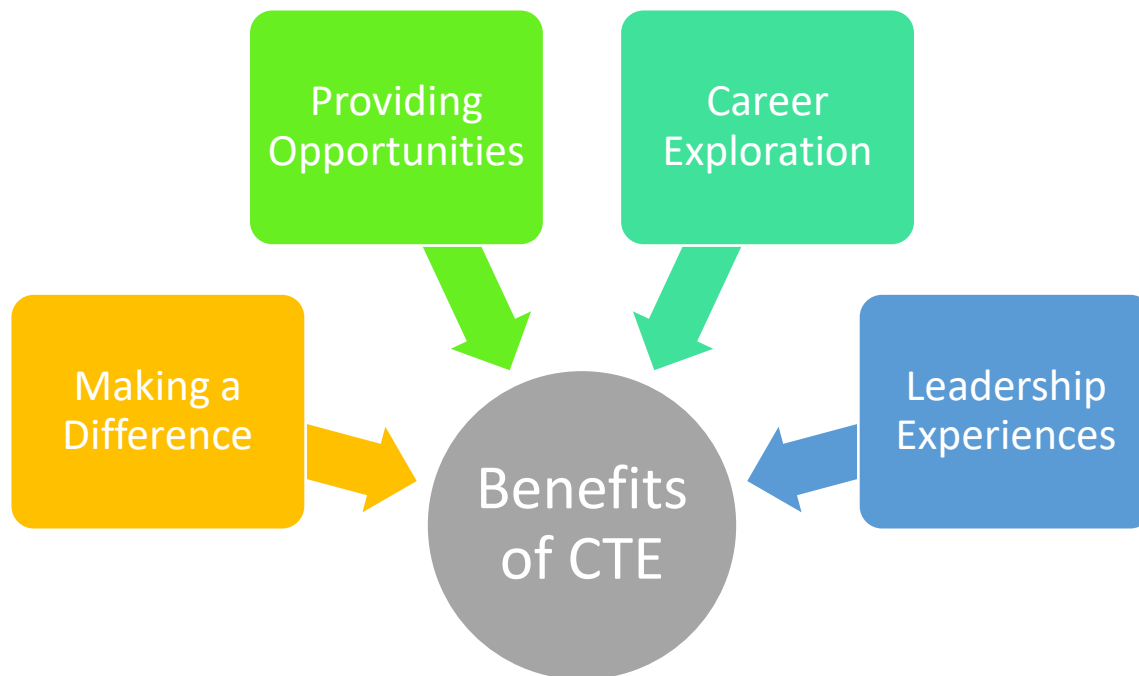 Providing
Opportunities
Career
Exploration
Making a
Difference
Leadership
Experiences
Benefits
of CTE